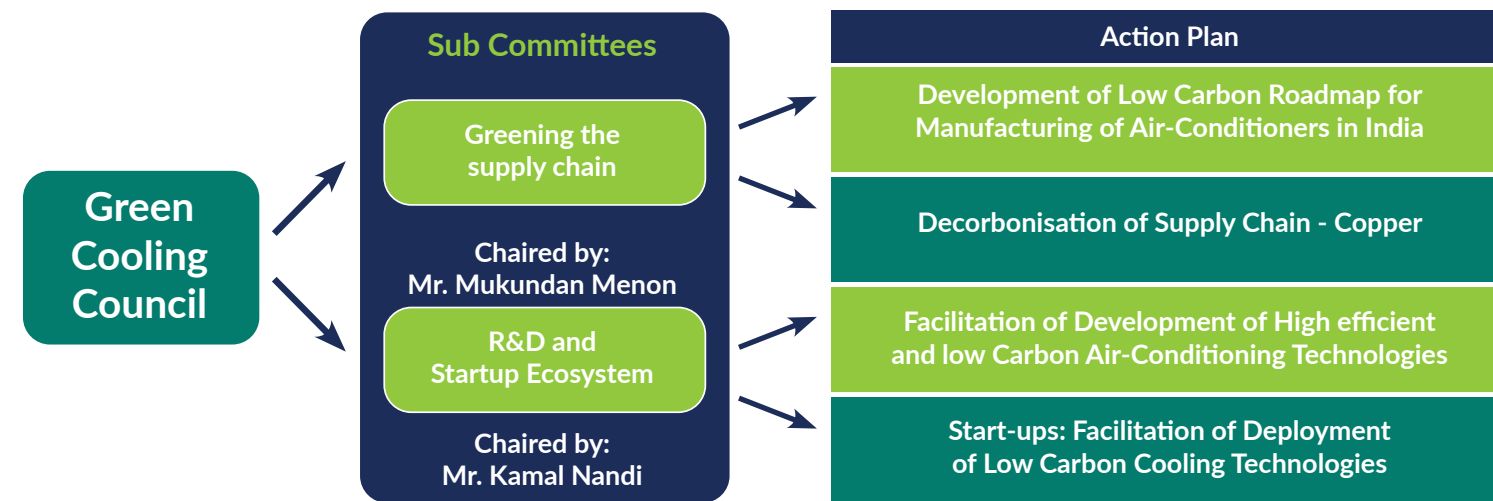 Green
Cooling
Council
Sub Committees
Greening the
supply chain
Chaired by:
Mr. Mukundan Menon
R&D and
Startup Ecosystem
Chaired by:
Mr. Kamal Nandi
Action Plan
Development of Low Carbon Roadmap for
Manufacturing of Air-Conditioners in India
Decorbonisation of Supply Chain - Copper
Facilitation of Development of High efficient
and low Carbon Air-Conditioning Technologies
Start-ups: Facilitation of Deployment
of Low Carbon Cooling Technologies